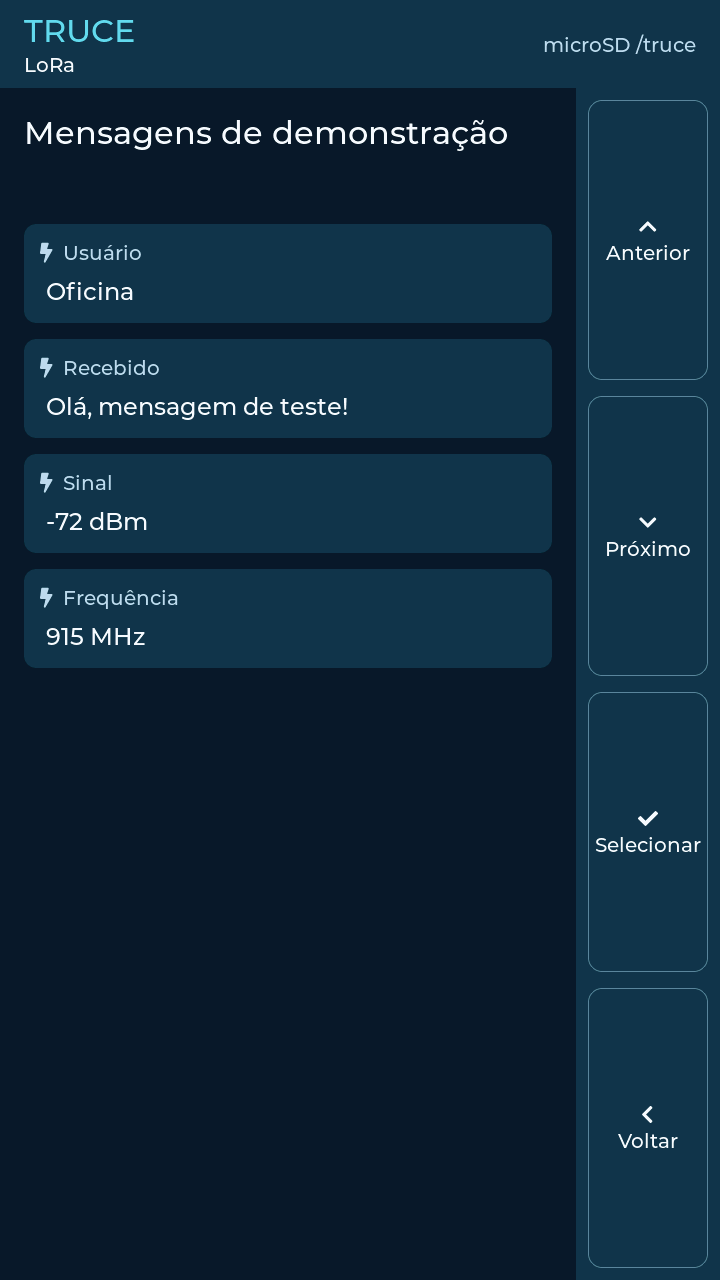 TRUCE
LoRa
microSD /truce
Mensagens de demonstração
Usuário
Oficina
Recebido
Olá, mensagem de teste!
Sinal
-72 dBm
Frequência
915 MHz
Anterior
Próximo
Selecionar
Voltar